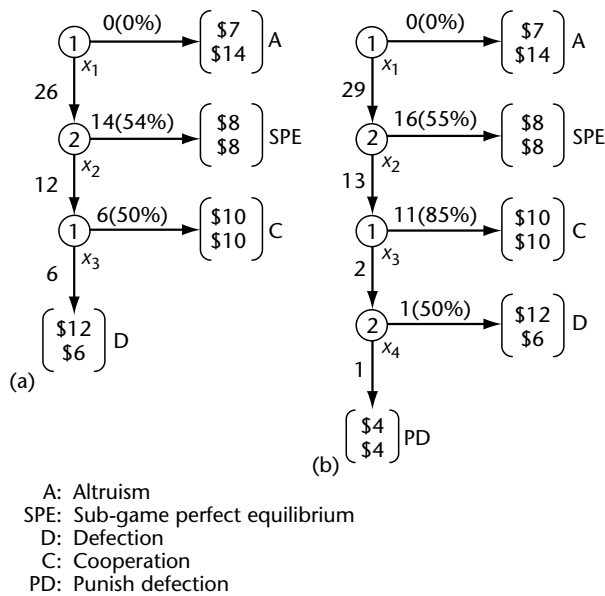 0(0%)
1
$7
$14
A
x1
26
14(54%)
2
$8
$8
SPE
x2
12
6(50%)
1
$10
$10
C
x3
6
$12
$6
D
(a)
0(0%)
1
$7
$14
A
x1
29
16(55%)
2
$8
$8
SPE
x2
13
11(85%)
1
$10
$10
C
x3
2
1(50%)
2
$12
$6
D
x4
1
$4
$4
PD
(b)
A: Altruism
SPE: Sub-game perfect equilibrium
D: Defection
C: Cooperation
PD: Punish defection